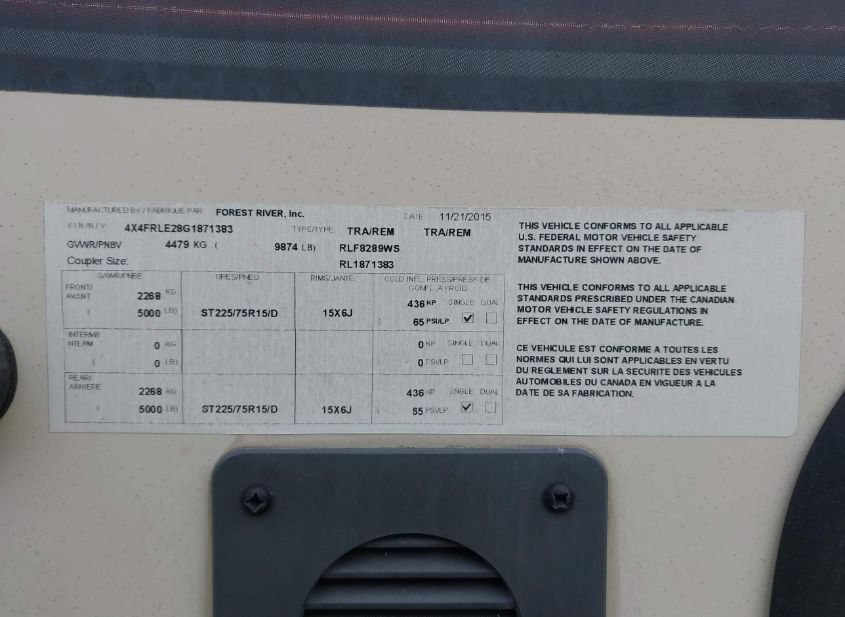 MANUFACTURED BY / FABRIQUE PAR FOREST RIVER, Inc. DATE 11/21/2015
V.I.N./N.I.V. 4X4FRLE28G1871383 TYPE/TYPE: TRA/REM TRA/REM
GVWR/PNBV 4479 KG ( 9874 LB) RLF8289WS
Coupler Size: RL1871383
GAWR/PNBE TIRES/PNEU RIMS/JANTE COLD INFL. PRESS/PRESS DE
GONFL. A FROID
FRONT/
AVANT 2268 KG 436 KP SINGLE DUAL
( 5000 LB) ST225/75R15/D 15X6J ( 65 PSI/LP
INTERM/
INTERM 0 KG 0 KP SINGLE DUAL
( 0 LB) ( 0 PSI/LP
REAR/
ARRIERE 2268 KG 436 KP SINGLE DUAL
( 5000 LB) ST225/75R15/D 15X6J ( 65 PSI/LP
THIS VEHICLE CONFORMS TO ALL APPLICABLE
U.S. FEDERAL MOTOR VEHICLE SAFETY
STANDARDS IN EFFECT ON THE DATE OF
MANUFACTURE SHOWN ABOVE.
THIS VEHICLE CONFORMS TO ALL APPLICABLE
STANDARDS PRESCRIBED UNDER THE CANADIAN
MOTOR VEHICLE SAFETY REGULATIONS IN
EFFECT ON THE DATE OF MANUFACTURE.
CE VEHICULE EST CONFORME A TOUTES LES
NORMES QUI LUI SONT APPLICABLES EN VERTU
DU REGLEMENT SUR LA SECURITE DES VEHICULES
AUTOMOBILES DU CANADA EN VIGUEUR A LA
DATE DE SA FABRICATION.